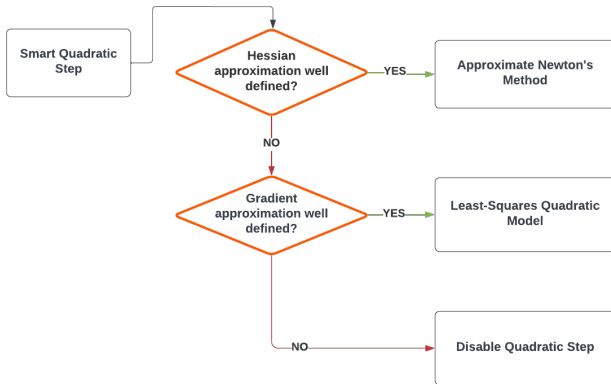 Smart Quadratic
Step
Hessian
approximation well
defined?
YES
Approximate Newton's
Method
NO
Gradient
approximation well
defined?
YES
Least-Squares Quadratic
Model
NO
Disable Quadratic Step